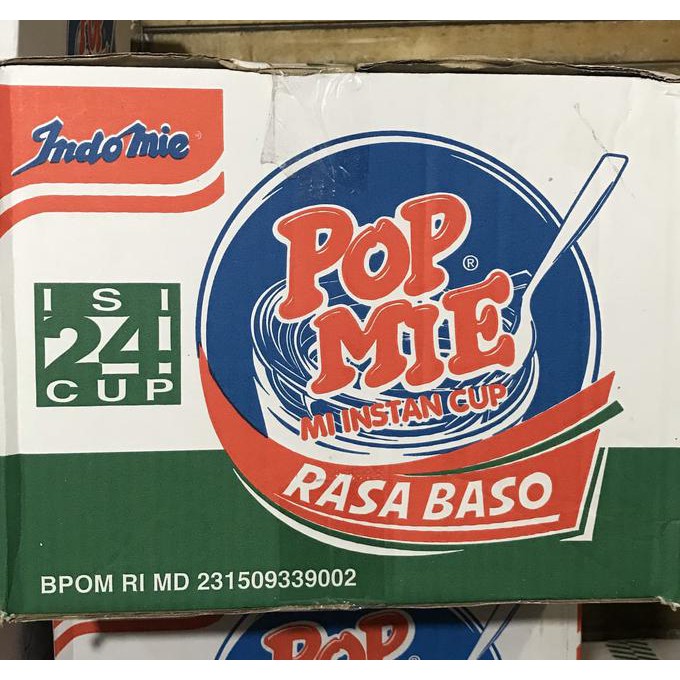 Indomie
POP
MIE ®
MI INSTAN CUP
RASA BASO
ISI
24!
CUP
BPOM RI MD 231509339002
POP